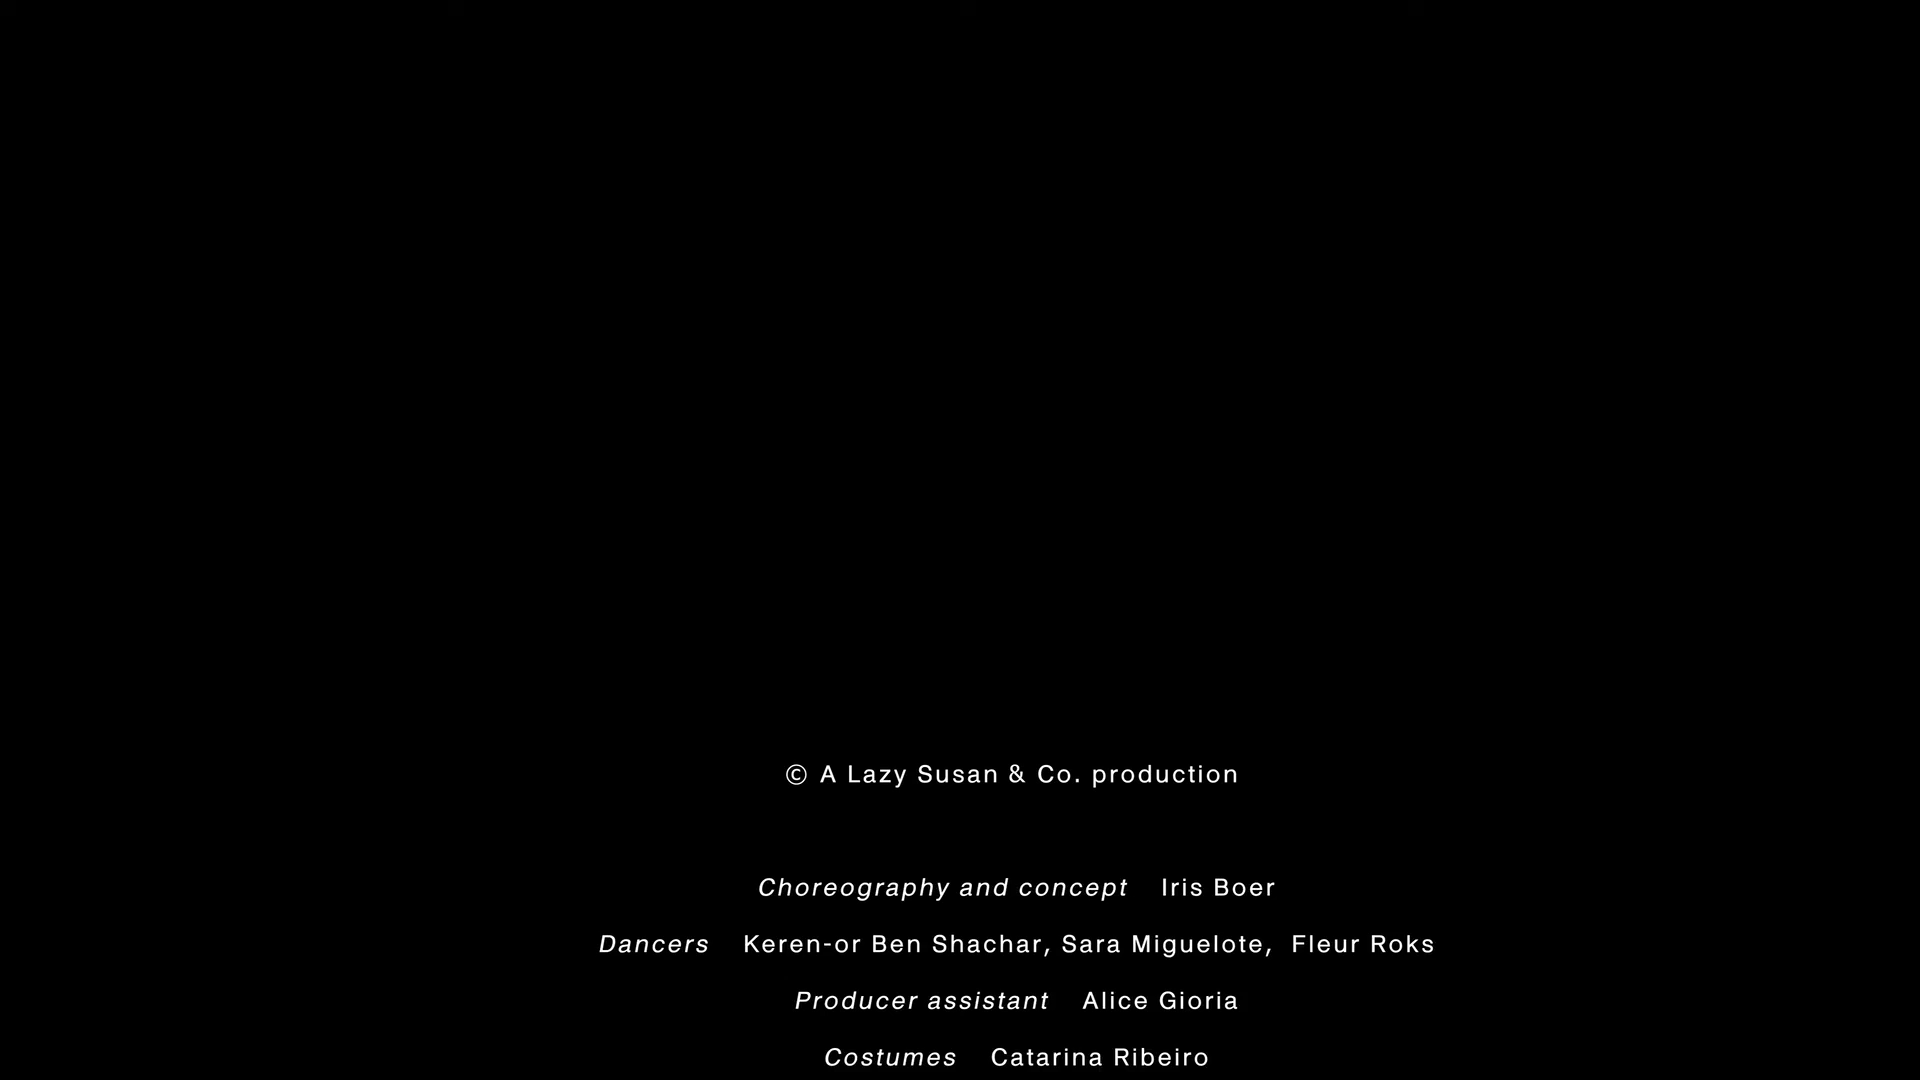 © A Lazy Susan & Co. production
Choreography and concept Iris Boer
Dancers Keren-or Ben Shachar, Sara Miguelote, Fleur Roks
Producer assistant Alice Gioria
Costumes Catarina Ribeiro